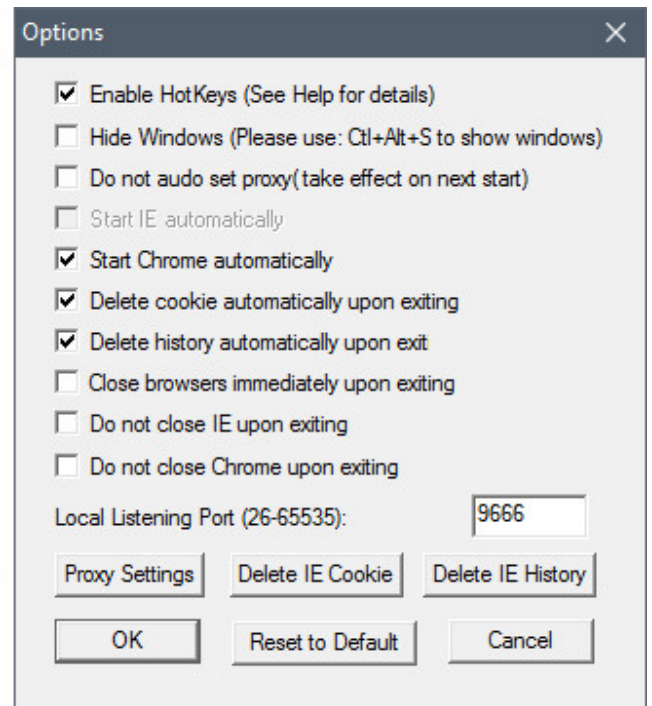 Options
Enable HotKeys (See Help for details)
Hide Windows (Please use: Ctl+Alt+S to show windows)
Do not audo set proxy(take effect on next start)
Start IE automatically
Start Chrome automatically
Delete cookie automatically upon exiting
Delete history automatically upon exit
Close browsers immediately upon exiting
Do not close IE upon exiting
Do not close Chrome upon exiting
Local Listening Port (26-65535): 9666
Proxy Settings Delete IE Cookie Delete IE History
OK Reset to Default Cancel